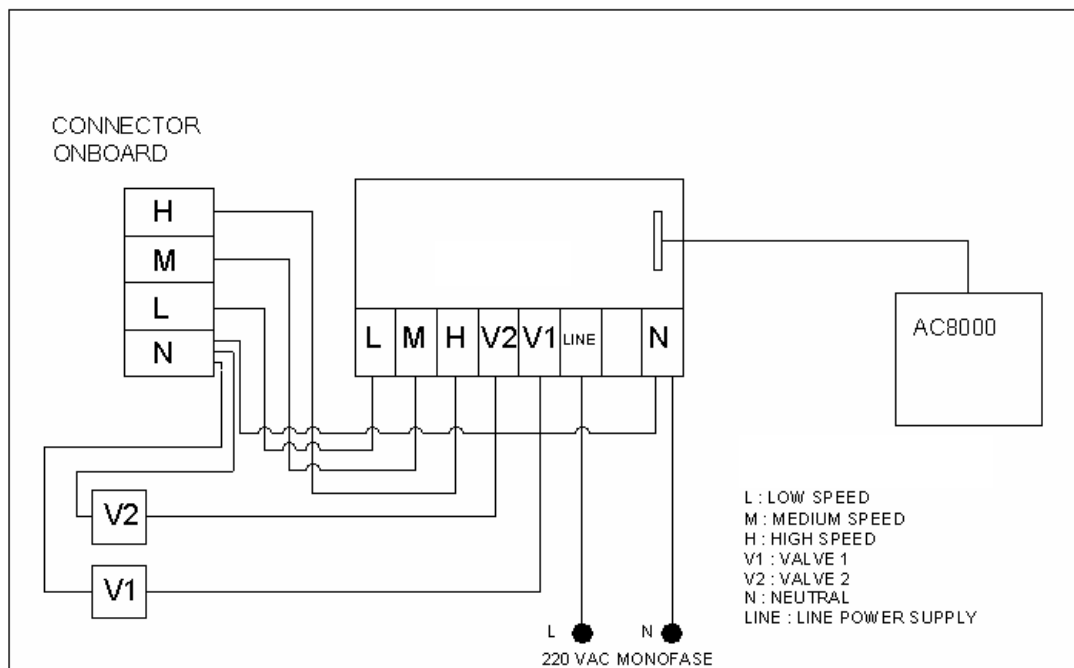 CONNECTOR
ONBOARD
H
M
L
N
L M H V2 V1 LINE N
AC8000
V2
V1
L : LOW SPEED
M : MEDIUM SPEED
H : HIGH SPEED
V1 : VALVE 1
V2 : VALVE 2
N : NEUTRAL
LINE : LINE POWER SUPPLY
L N
220 VAC MONOFASE